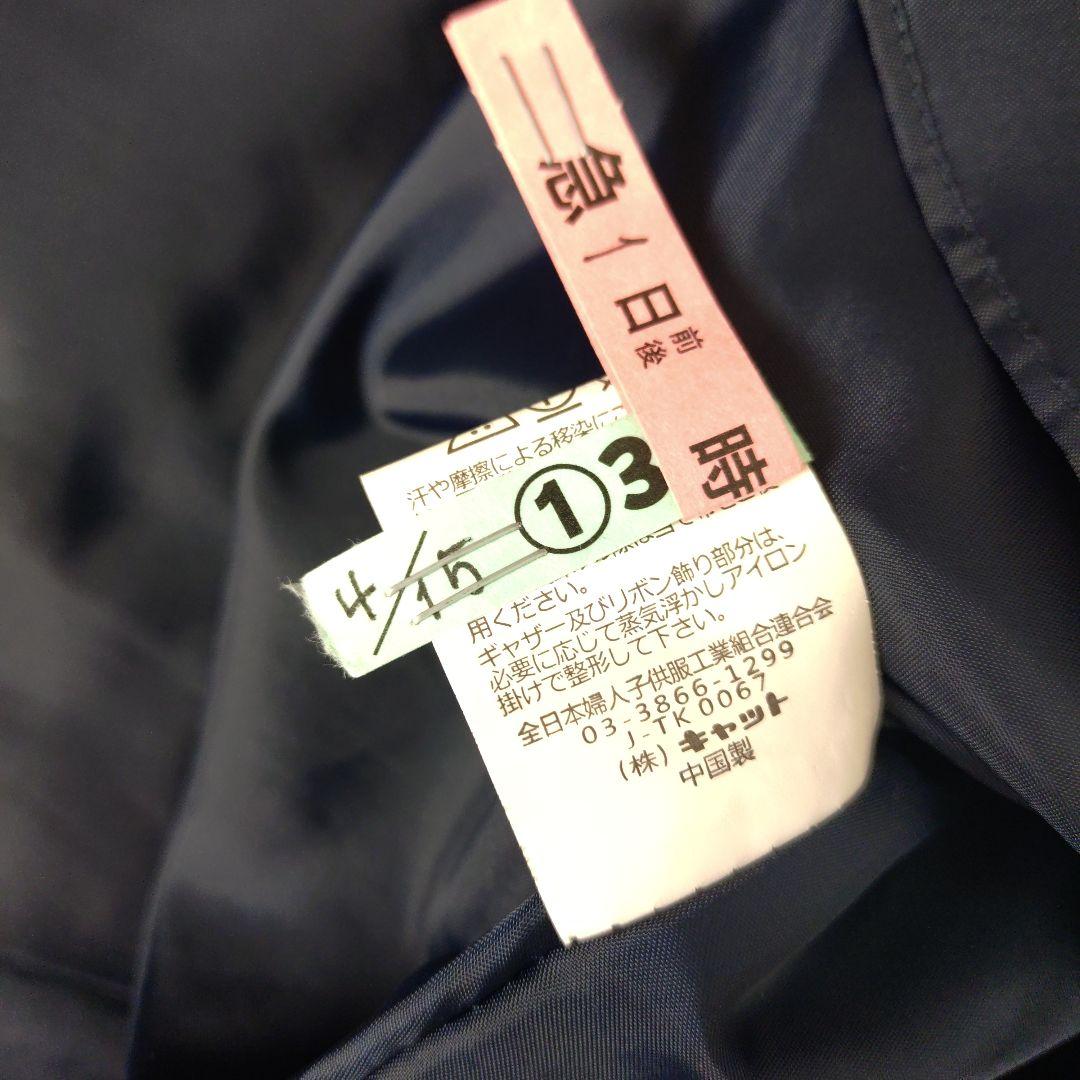 急 1 日 前後 時
4/15 ① 3
汗や摩擦による移染に
用ください。
ギャザー及びリボン飾り部分は、
必要に応じて蒸気浮かしアイロン
掛けで整形して下さい。
全日本婦人子供服工業組合連合会
03-3866-1299
J-TK0067
(株) キャット
中国製